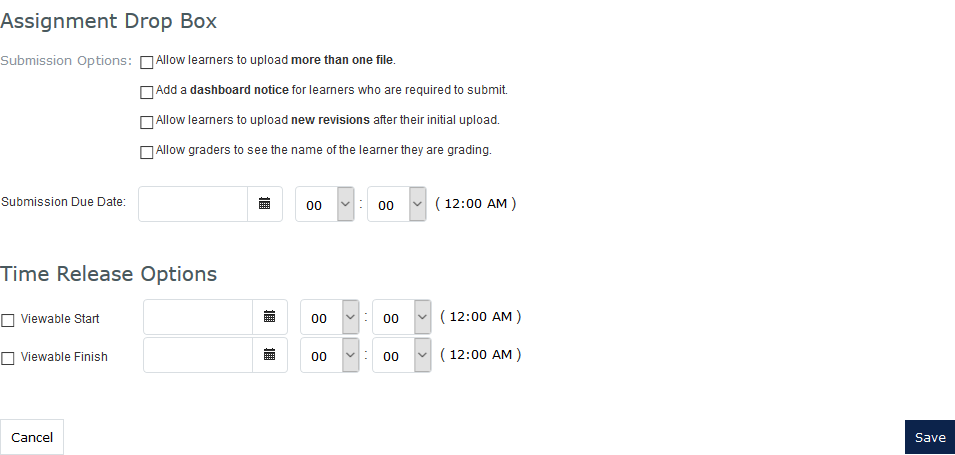 Assignment Drop Box
Submission Options: Allow learners to upload more than one file.
Add a dashboard notice for learners who are required to submit.
Allow learners to upload new revisions after their initial upload.
Allow graders to see the name of the learner they are grading.
Submission Due Date: 00 : 00 ( 12:00 AM )
Time Release Options
Viewable Start 00 : 00 ( 12:00 AM )
Viewable Finish 00 : 00 ( 12:00 AM )
Cancel Save